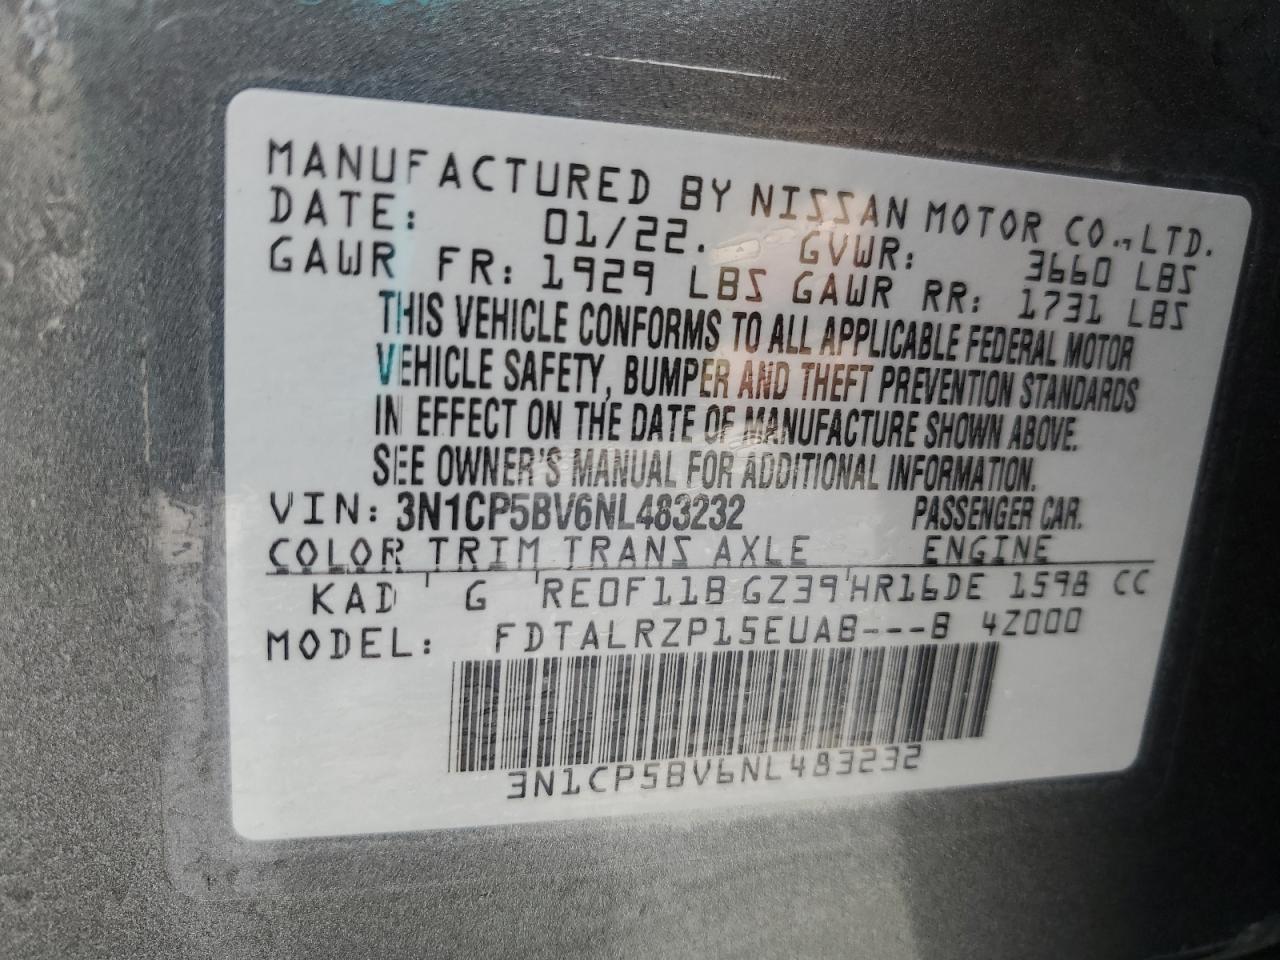 MANUFACTURED BY NISSAN MOTOR CO.,LTD.
DATE: 01/22. GVWR: 3660 LBS
GAWR FR: 1929 LBS GAWR RR: 1731 LBS
THIS VEHICLE CONFORMS TO ALL APPLICABLE FEDERAL MOTOR
VEHICLE SAFETY, BUMPER AND THEFT PREVENTION STANDARDS
IN EFFECT ON THE DATE OF MANUFACTURE SHOWN ABOVE.
SEE OWNER'S MANUAL FOR ADDITIONAL INFORMATION.
VIN: 3N1CP5BV6NL483232 PASSENGER CAR.
COLOR TRIM TRANS AXLE ENGINE
KAD ' G 'RE0F11B GZ39'HR16DE 1598 CC
MODEL: FDTALRZP15EUAB---B 4Z000
3N1CP5BV6NL483232